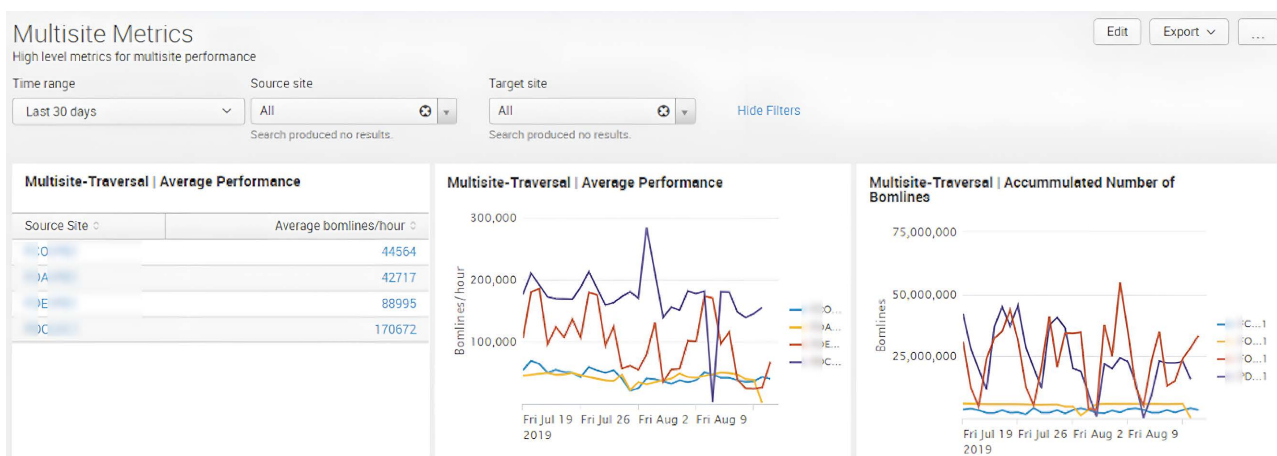 Multisite Metrics
High level metrics for multisite performance
Edit
Export
...
Time range
Source site
Target site
Last 30 days
All
All
Hide Filters
Search produced no results.
Search produced no results.
Multisite-Traversal | Average Performance
Source Site
Average bomlines/hour
44564
42717
88995
170672
Multisite-Traversal | Average Performance
300,000
200,000
100,000
Bomlines/hour
Fri Jul 19 Fri Jul 26 Fri Aug 2 Fri Aug 9
2019
Multisite-Traversal | Accummulated Number of
Bomlines
75,000,000
50,000,000
25,000,000
Bomlines
Fri Jul 19 Fri Jul 26 Fri Aug 2 Fri Aug 9
2019